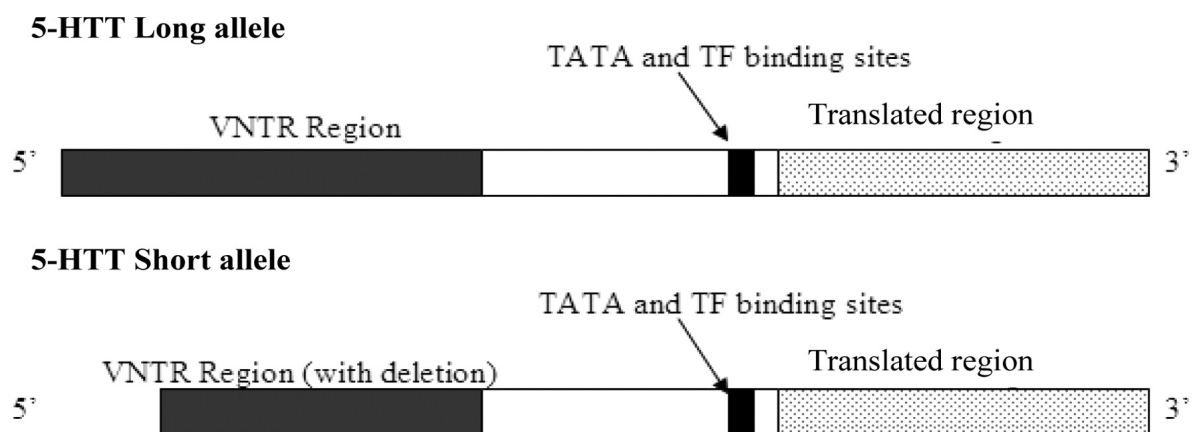 5-HTT Long allele
TATA and TF binding sites
VNTR Region
Translated region
5'
3'
5-HTT Short allele
TATA and TF binding sites
VNTR Region (with deletion)
Translated region
5'
3'